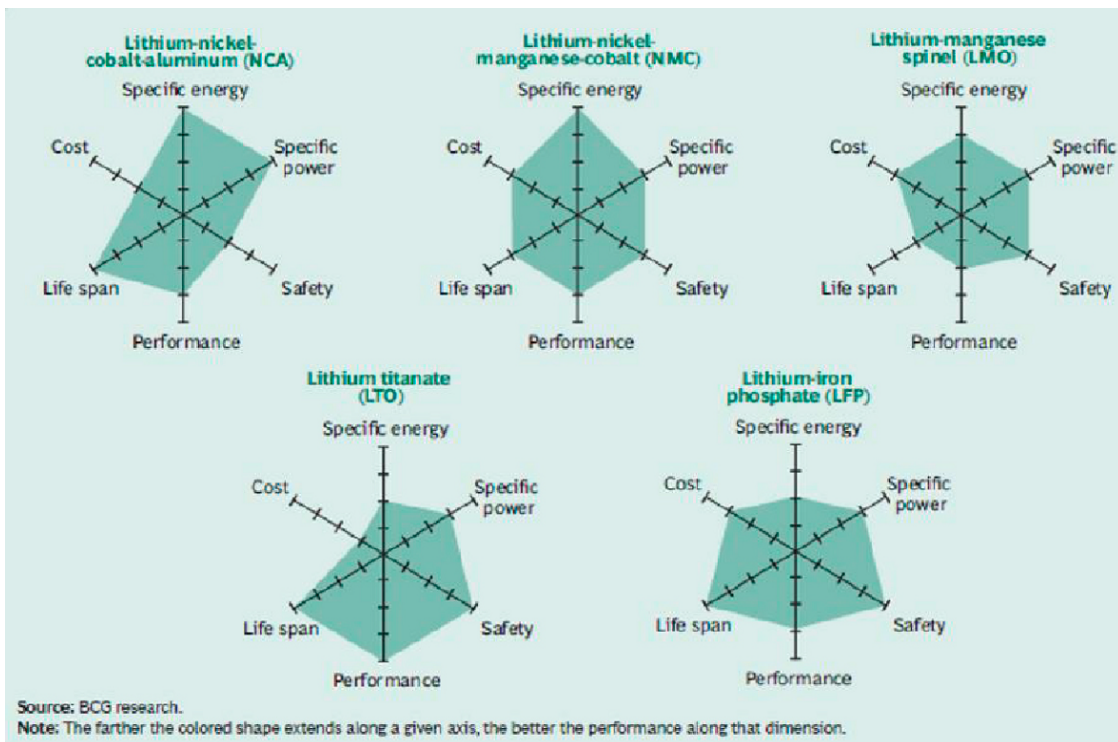 Lithium-nickel-
cobalt-aluminum (NCA)
Specific energy
Cost
Specific
power
Life span
Safety
Performance
Lithium-nickel-
manganese-cobalt (NMC)
Specific energy
Cost
Specific
power
Life span
Safety
Performance
Lithium-manganese
spinel (LMO)
Specific energy
Cost
Specific
power
Life span
Safety
Performance
Lithium titanate
(LTO)
Specific energy
Cost
Specific
power
Life span
Safety
Performance
Lithium-iron
phosphate (LFP)
Specific energy
Cost
Specific
power
Life span
Safety
Performance
Source: BCG research.
Note: The farther the colored shape extends along a given axis, the better the performance along that dimension.